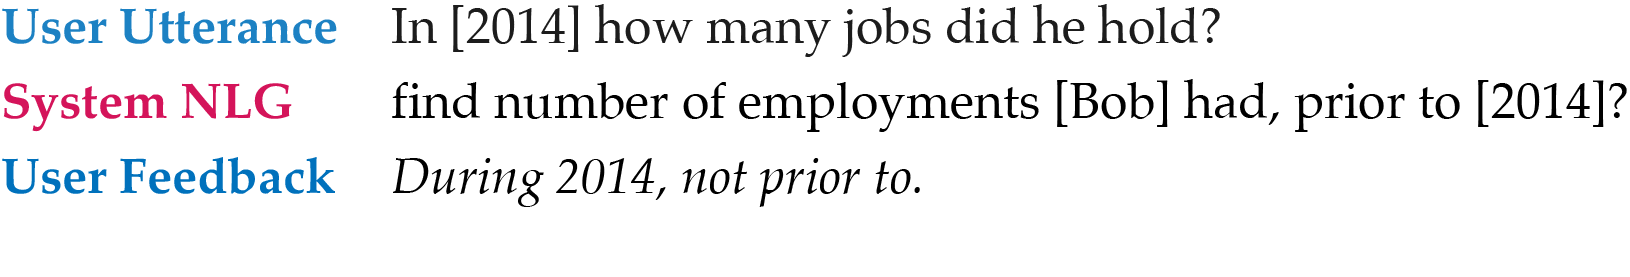 User Utterance In [2014] how many jobs did he hold?
System NLG find number of employments [Bob] had, prior to [2014]?
User Feedback During 2014, not prior to.